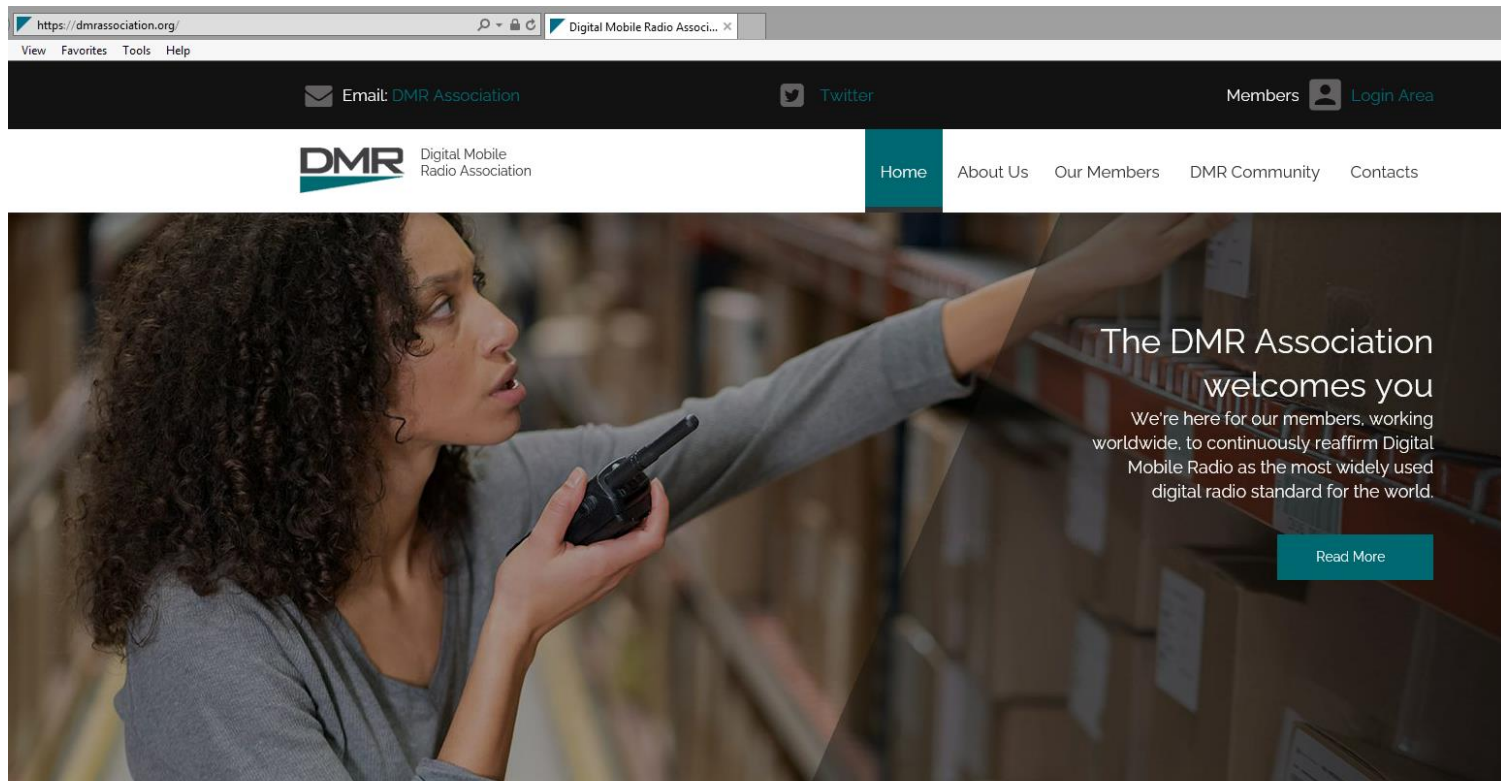 https://dmrassociation.org/
Digital Mobile Radio Associ...
View Favorites Tools Help
Email: DMR Association
Twitter
Members Login Area
DMR
Digital Mobile
Radio Association
Home About Us Our Members DMR Community Contacts
The DMR Association
welcomes you
We're here for our members, working
worldwide, to continuously reaffirm Digital
Mobile Radio as the most widely used
digital radio standard for the world.
Read More